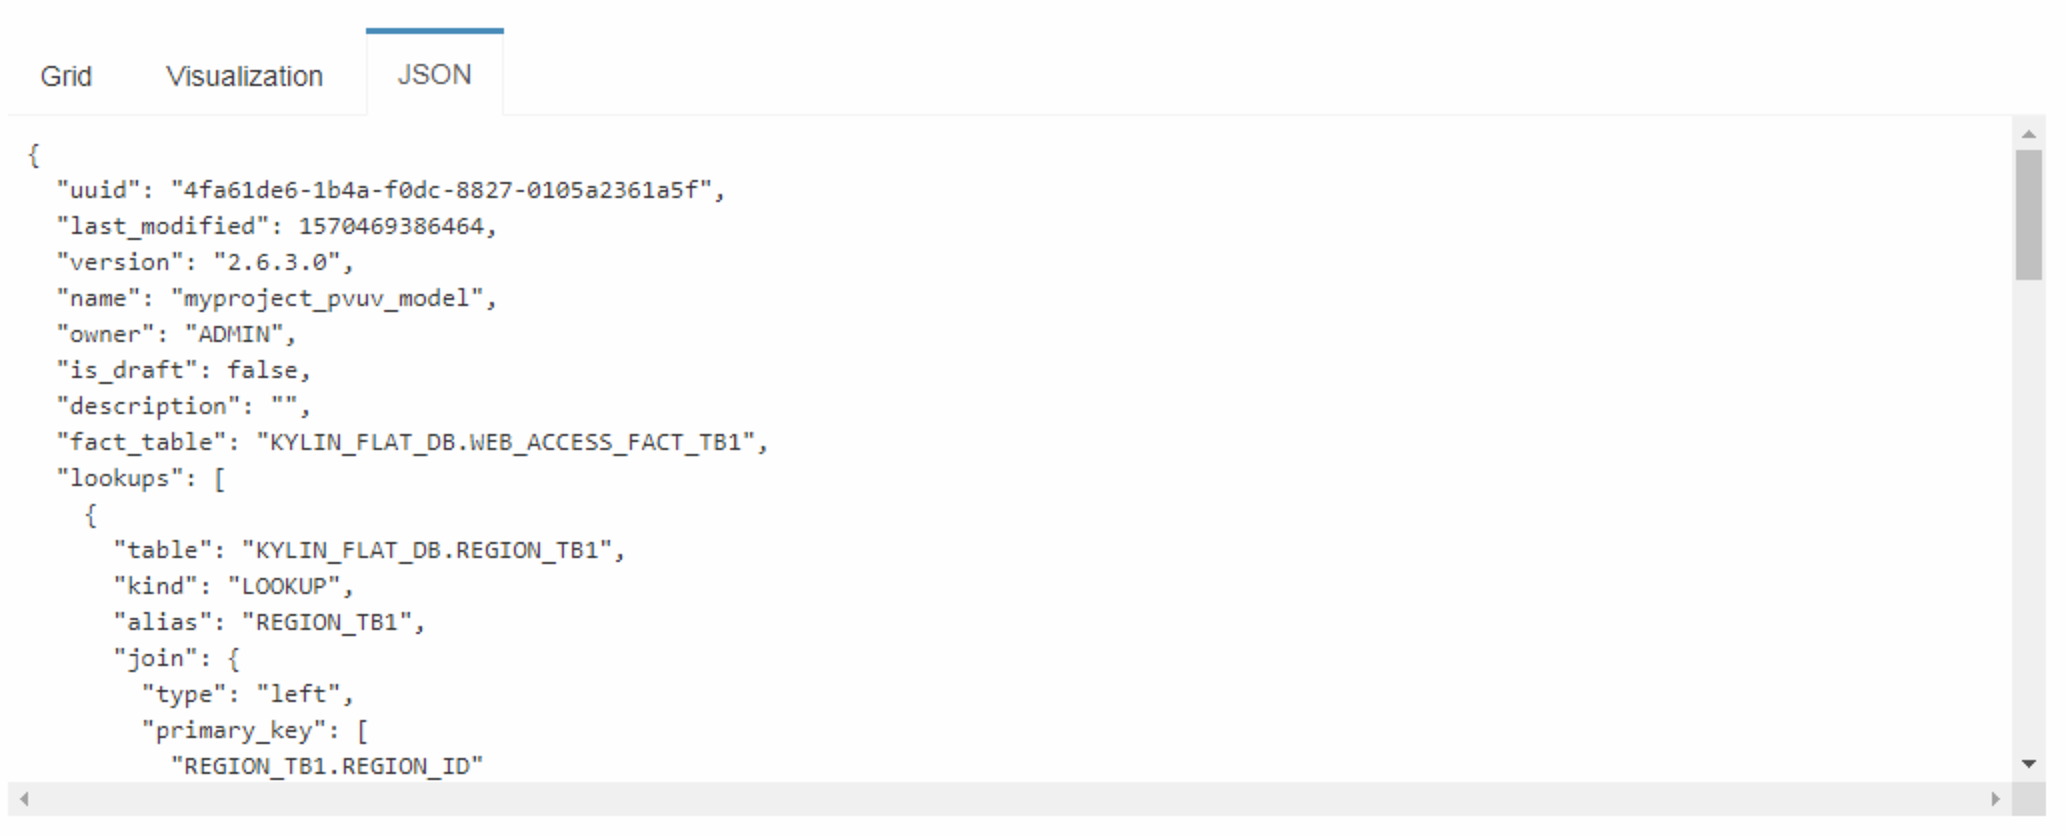 Grid Visualization JSON
{
  "uuid": "4fa61de6-1b4a-f0dc-8827-0105a2361a5f",
  "last_modified": 1570469386464,
  "version": "2.6.3.0",
  "name": "myproject_pvuv_model",
  "owner": "ADMIN",
  "is_draft": false,
  "description": "",
  "fact_table": "KYLIN_FLAT_DB.WEB_ACCESS_FACT_TB1",
  "lookups": [
    {
      "table": "KYLIN_FLAT_DB.REGION_TB1",
      "kind": "LOOKUP",
      "alias": "REGION_TB1",
      "join": {
        "type": "left",
        "primary_key": [
          "REGION_TB1.REGION_ID"